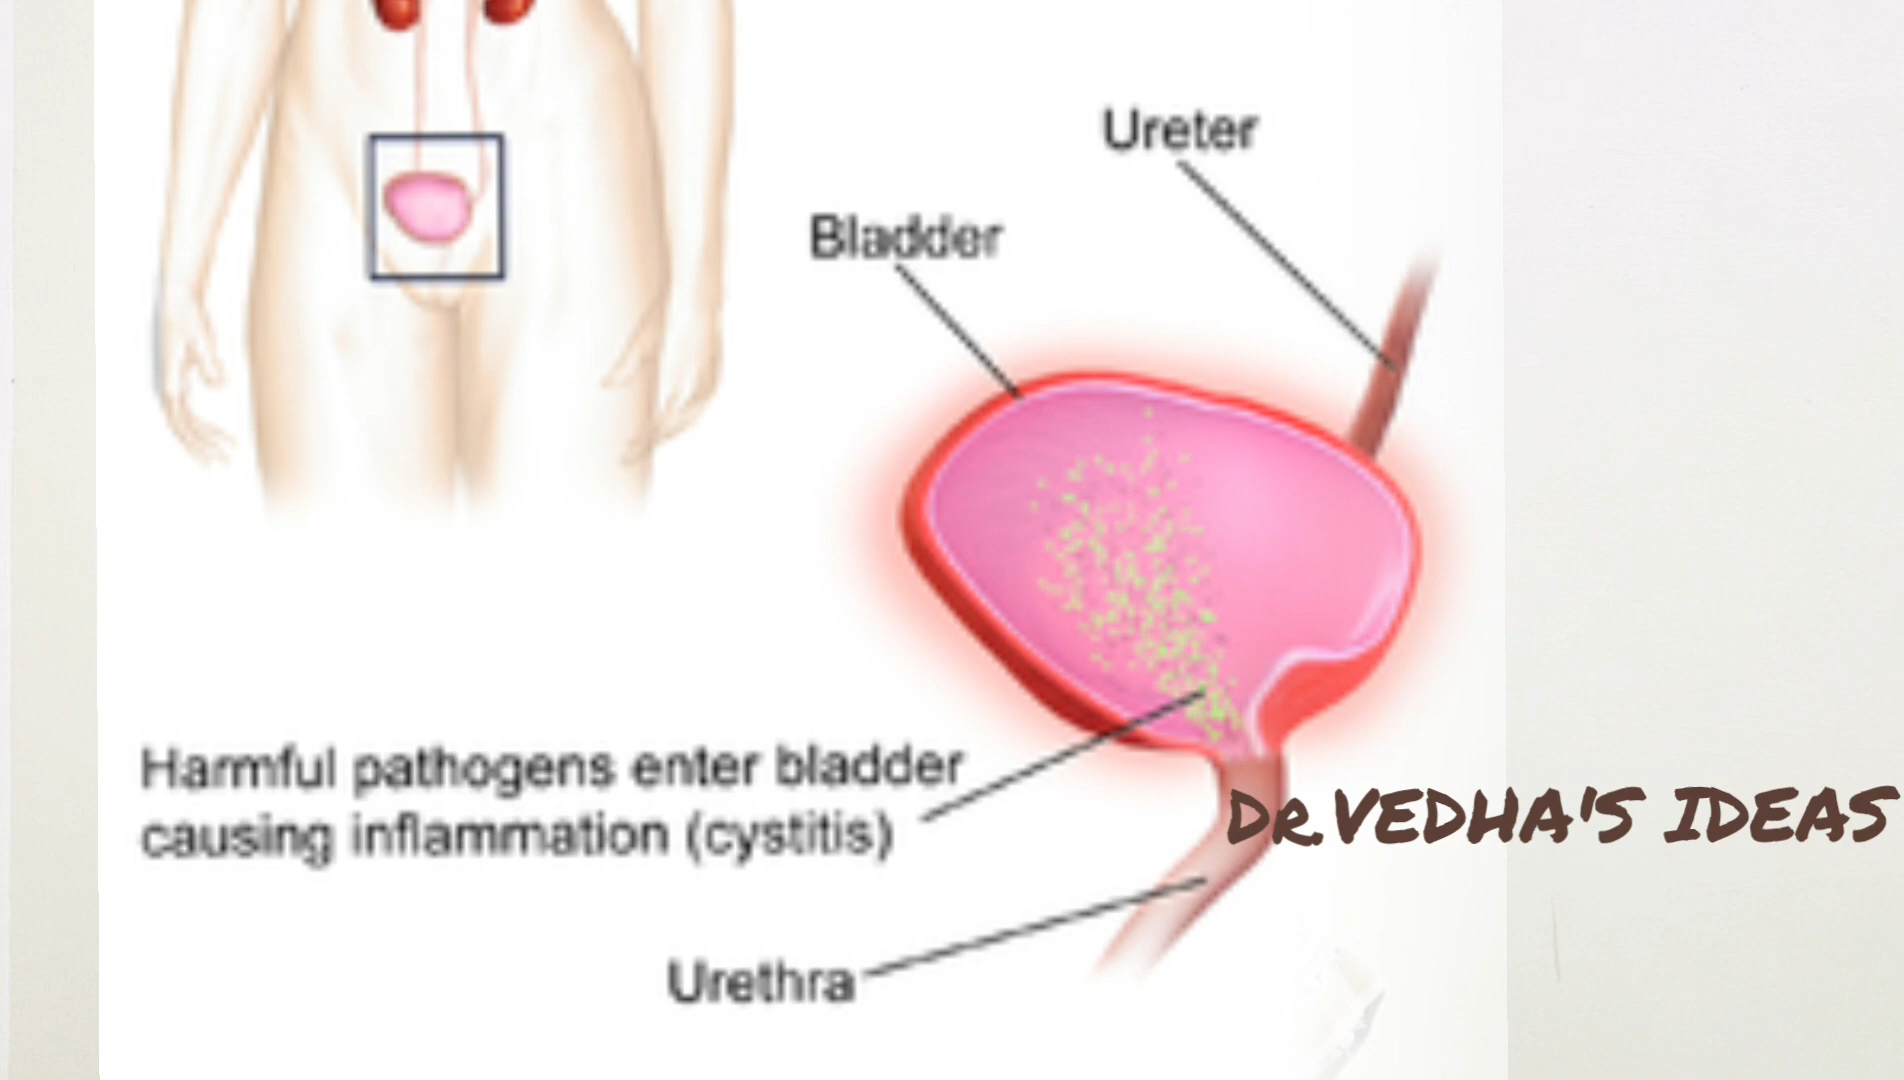 Ureter
Bladder
Harmful pathogens enter bladder
causing inflammation (cystitis)
Dr.VEDHA'S IDEAS
Urethra